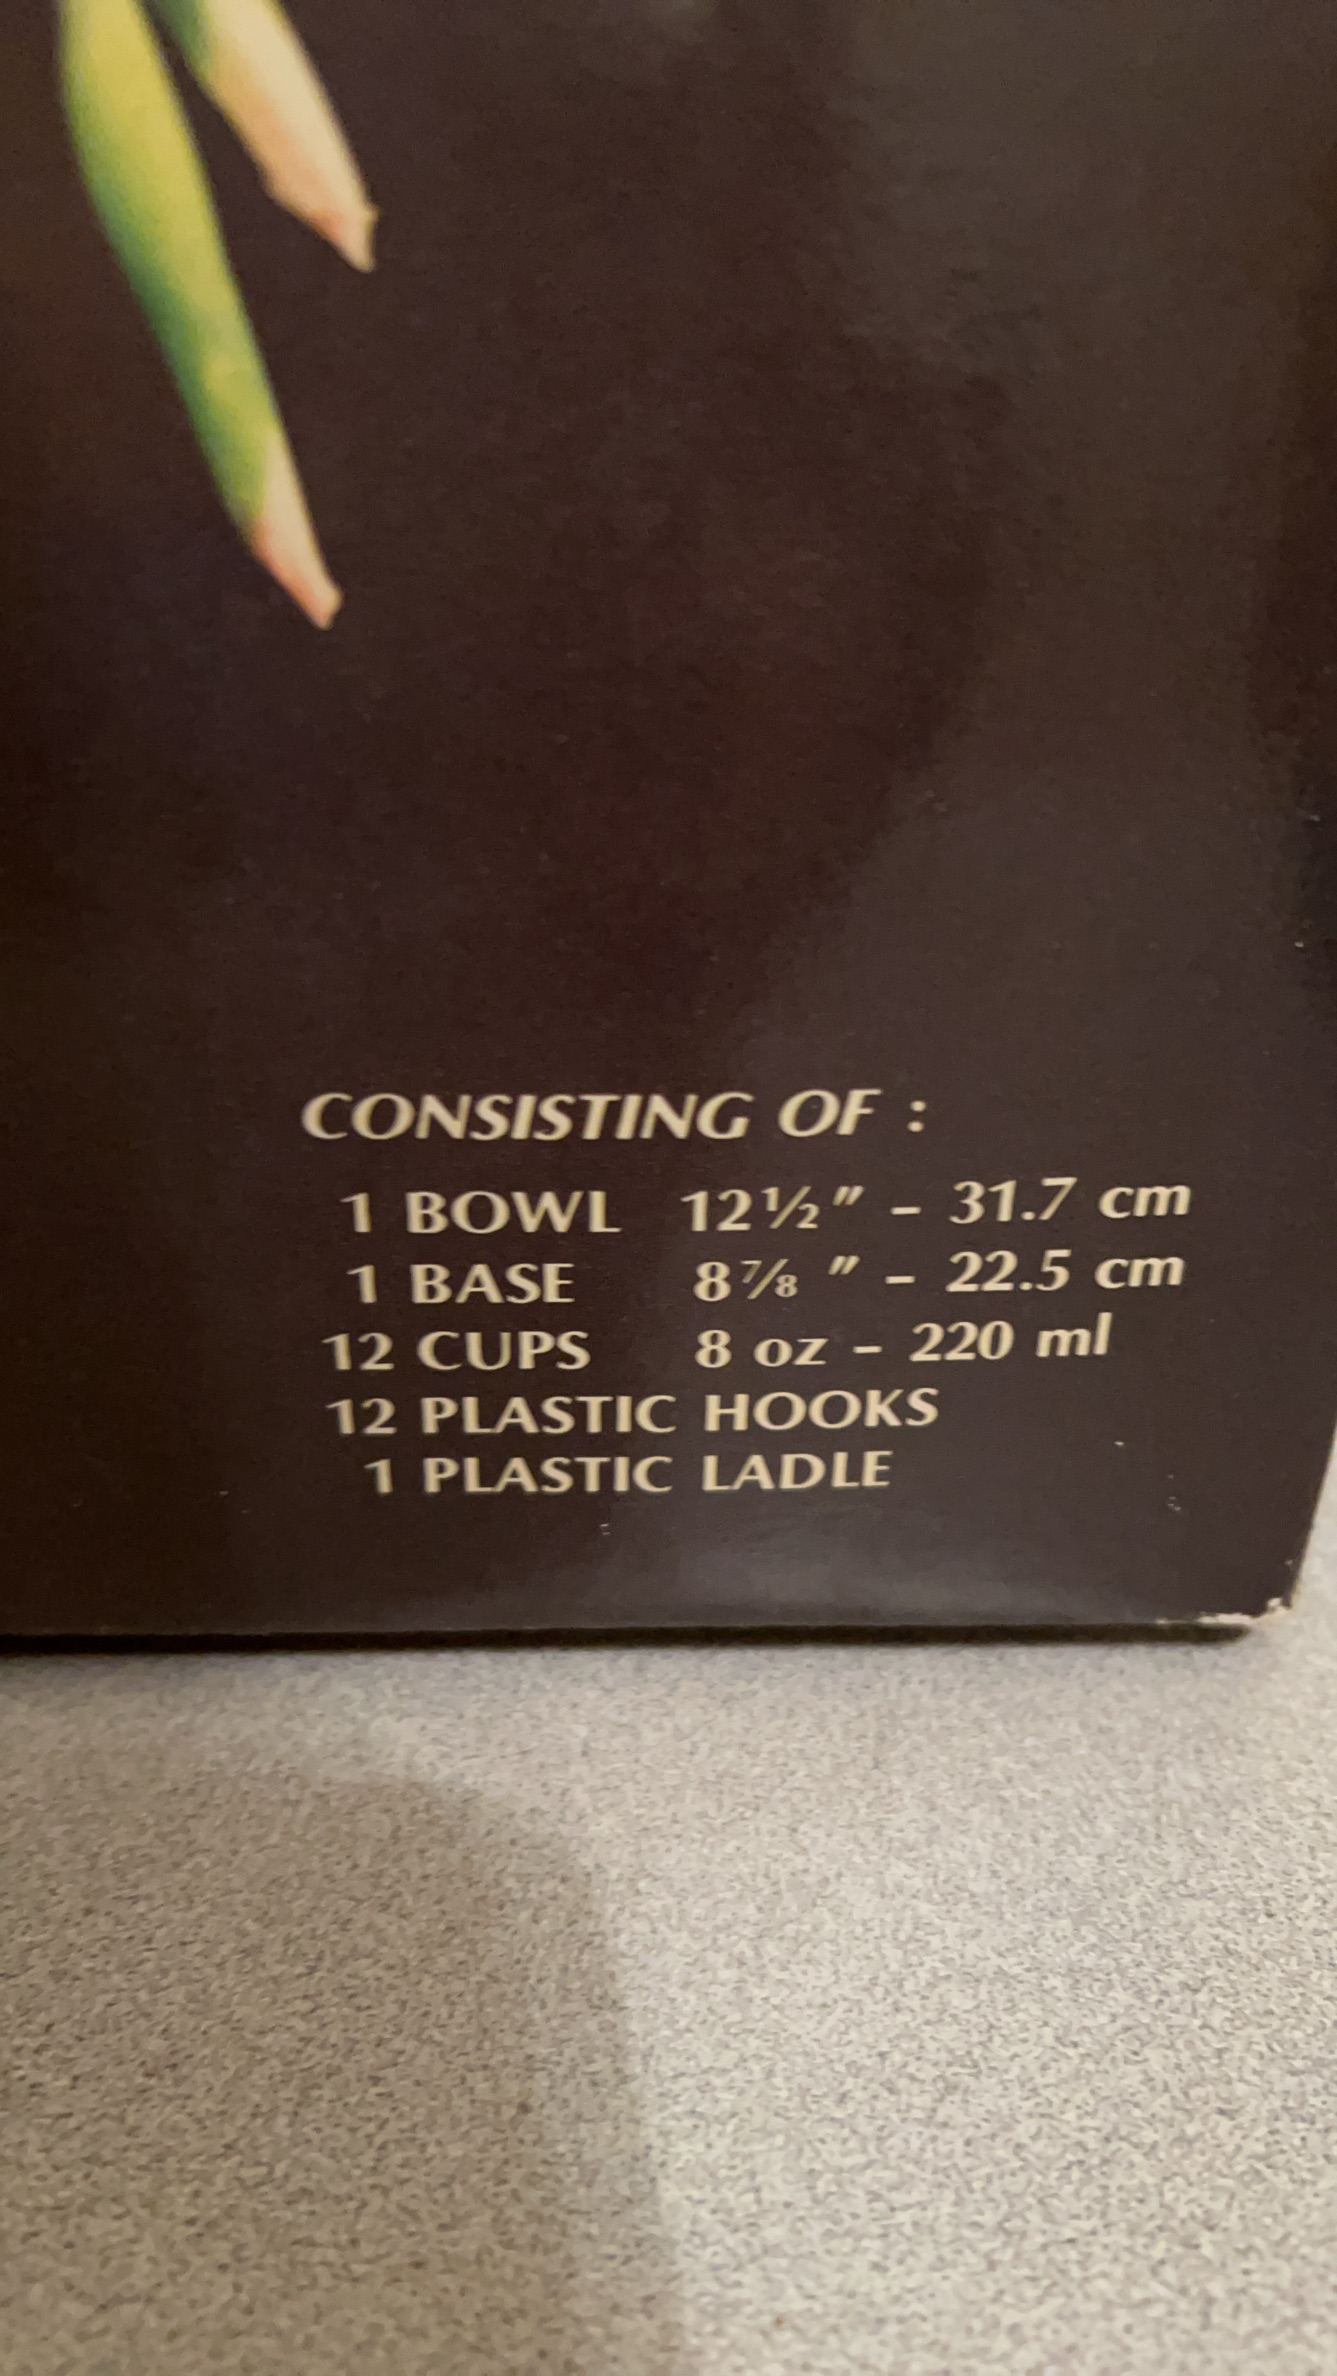 CONSISTING OF :
1 BOWL 12½" – 31.7 cm
1 BASE 8⅞ " – 22.5 cm
12 CUPS 8 oz – 220 ml
12 PLASTIC HOOKS
1 PLASTIC LADLE